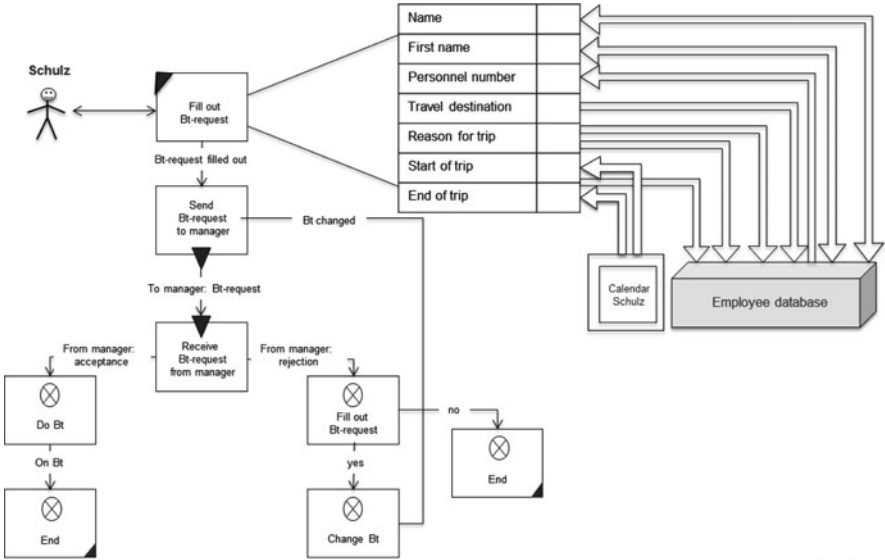 Schulz
Fill out
Bt-request
Name
First name
Personnel number
Travel destination
Reason for trip
Start of trip
End of trip
Bt-request filled out
Send
Bt-request
to manager
Bt changed
Calendar
Schulz
Employee database
To manager: Bt-request
Receive
Bt-request
from manager
From manager:
acceptance
From manager:
rejection
Do Bt
Fill out
Bt-request
no
On Bt
yes
End
End
Change Bt